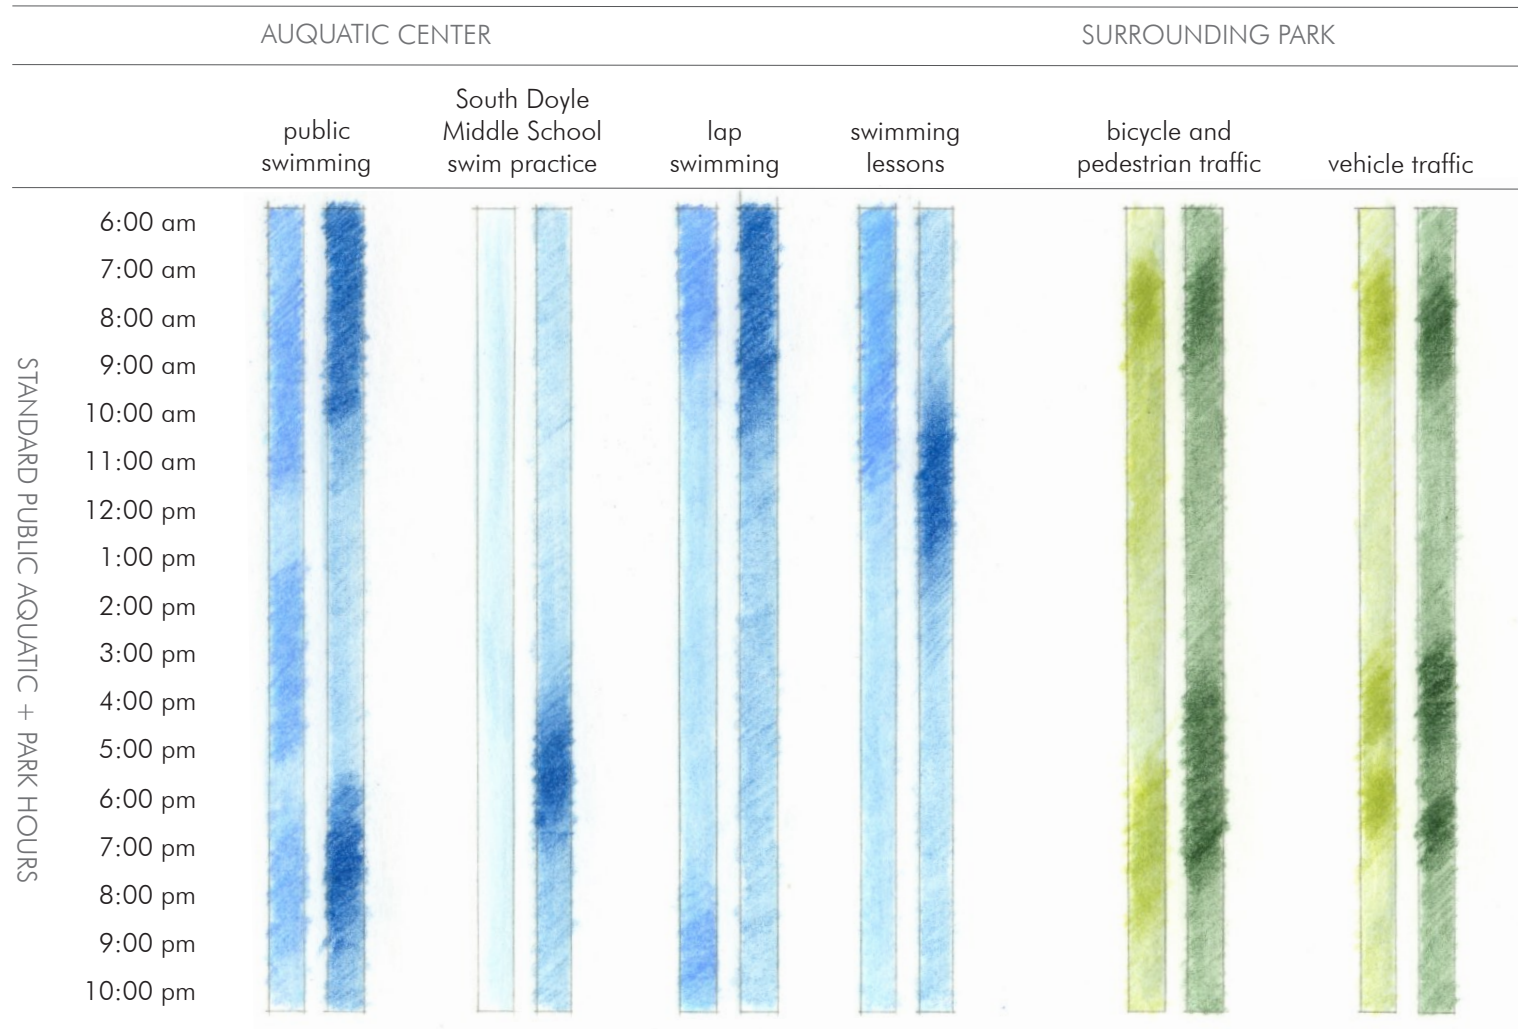 AUQUATIC CENTER
SURROUNDING PARK
public
swimming
South Doyle
Middle School
swim practice
lap
swimming
swimming
lessons
bicycle and
pedestrian traffic
vehicle traffic
STANDARD PUBLIC AQUATIC + PARK HOURS
6:00 am
7:00 am
8:00 am
9:00 am
10:00 am
11:00 am
12:00 pm
1:00 pm
2:00 pm
3:00 pm
4:00 pm
5:00 pm
6:00 pm
7:00 pm
8:00 pm
9:00 pm
10:00 pm